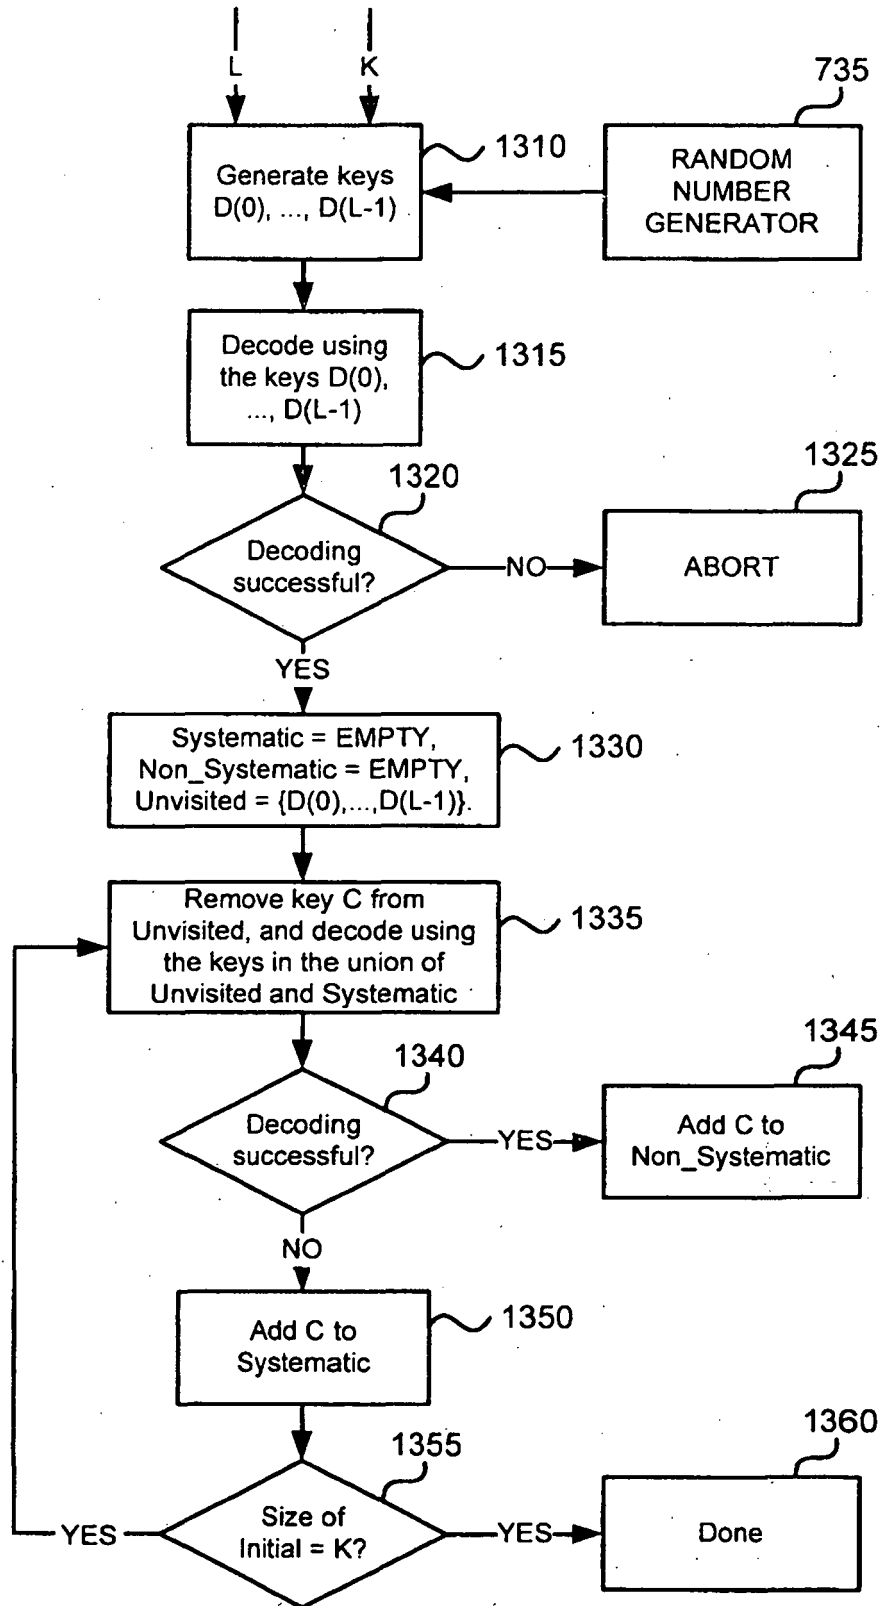 L
K
735
1310
Generate keys
D(0), ..., D(L-1)
RANDOM
NUMBER
GENERATOR
1315
Decode using
the keys D(0),
..., D(L-1)
1320
1325
Decoding
successful?
NO
ABORT
YES
Systematic = EMPTY,
Non_Systematic = EMPTY,
Unvisited = {D(0),...,D(L-1)}.
1330
Remove key C from
Unvisited, and decode using
the keys in the union of
Unvisited and Systematic
1335
1340
1345
Decoding
successful?
YES
Add C to
Non_Systematic
NO
Add C to
Systematic
1350
1355
1360
YES
Size of
Initial = K?
YES
Done